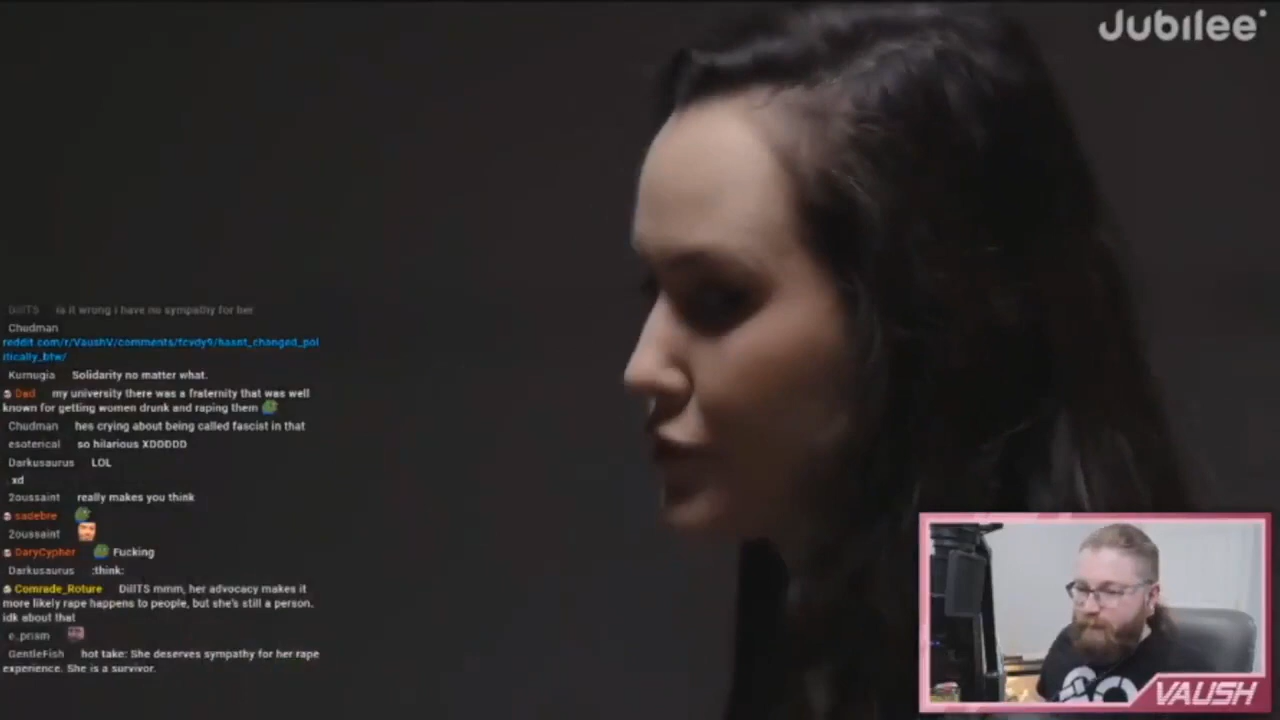 Jubilee
DillTS is it wrong i have no sympathy for her
Chudman
reddit.com/r/VaushV/comments/fcvdy9/hasnt_changed_pol
itically_btw/
Kumugia Solidarity no matter what.
Dad my university there was a fraternity that was well
known for getting women drunk and raping them
Chudman hes crying about being called fascist in that
esoterical so hilarious XDDDDD
Darkusaurus LOL
xd
2oussaint really makes you think
sadebre
2oussaint
DaryCypher Fucking
Darkusaurus :think:
Comrade_Roture DillTS mmm, her advocacy makes it
more likely rape happens to people, but she's still a person.
idk about that
e_prism
GentleFish hot take: She deserves sympathy for her rape
experience. She is a survivor.
VAUSH